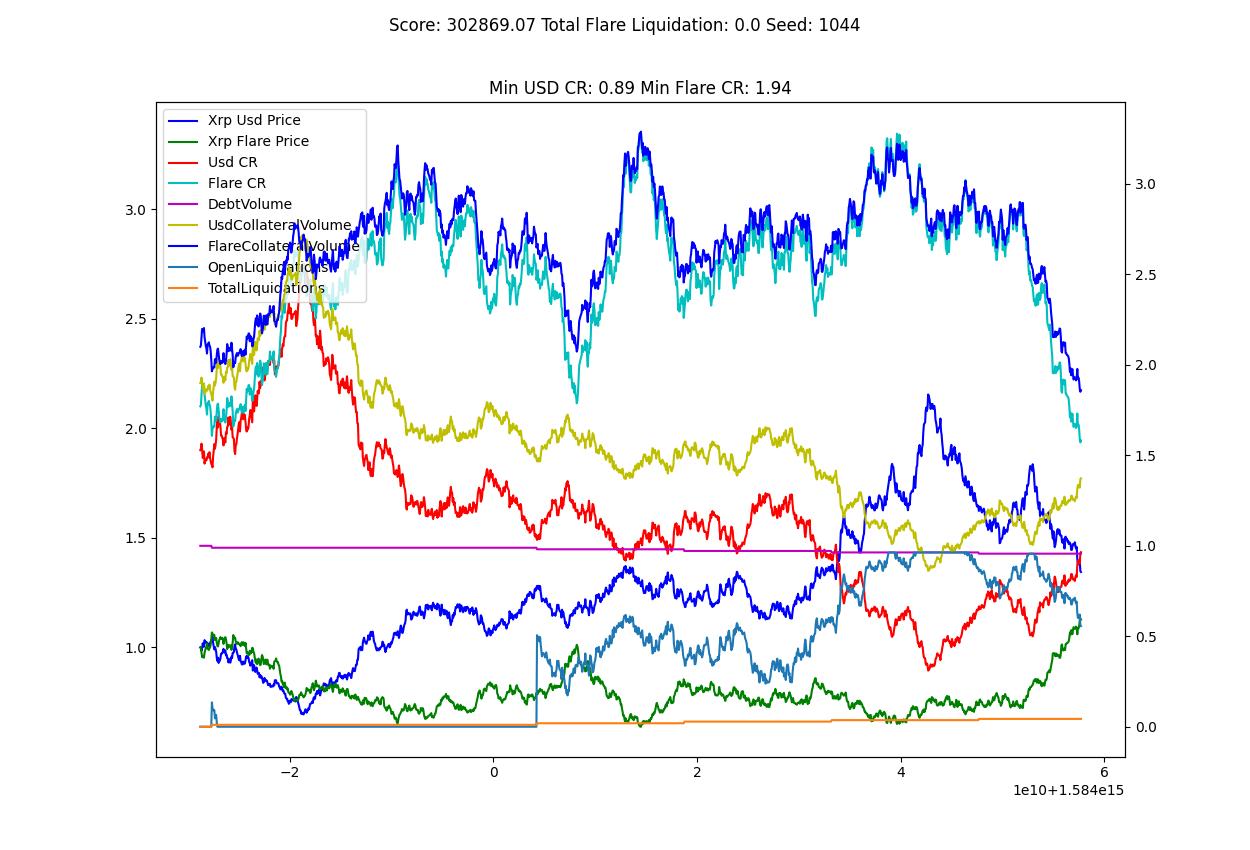 Score: 302869.07 Total Flare Liquidation: 0.0 Seed: 1044
Min USD CR: 0.89 Min Flare CR: 1.94
Xrp Usd Price
Xrp Flare Price
Usd CR
Flare CR
DebtVolume
UsdCollateralVolume
FlareCollateralVolume
OpenLiquidations
TotalLiquidations
3.0
2.5
2.0
1.5
1.0
3.0
2.5
2.0
1.5
1.0
0.5
0.0
−2
0
2
4
6
1e10+1.584e15